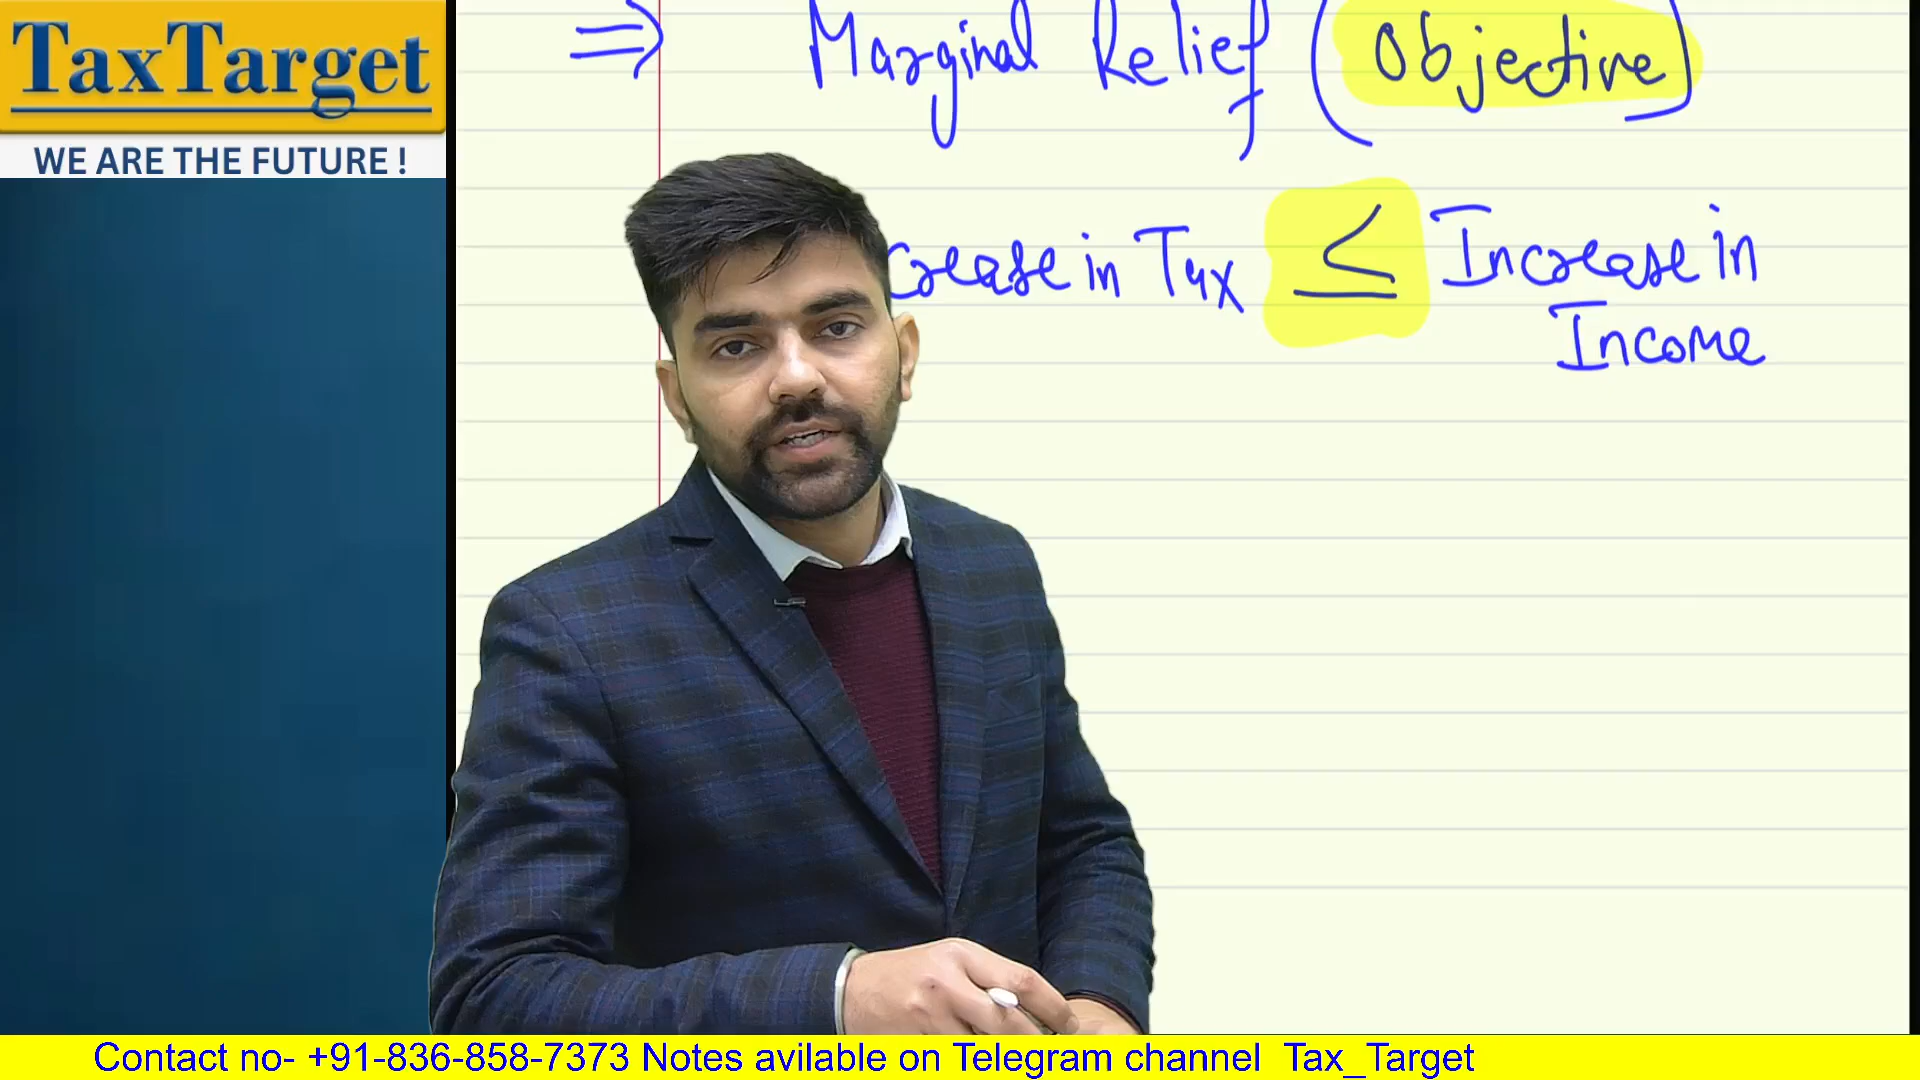 TaxTarget
WE ARE THE FUTURE !
⇒ Marginal Relief (Objective)
crease in Tax ≤ Increase in
Income
Contact no- +91-836-858-7373 Notes avilable on Telegram channel Tax_Target